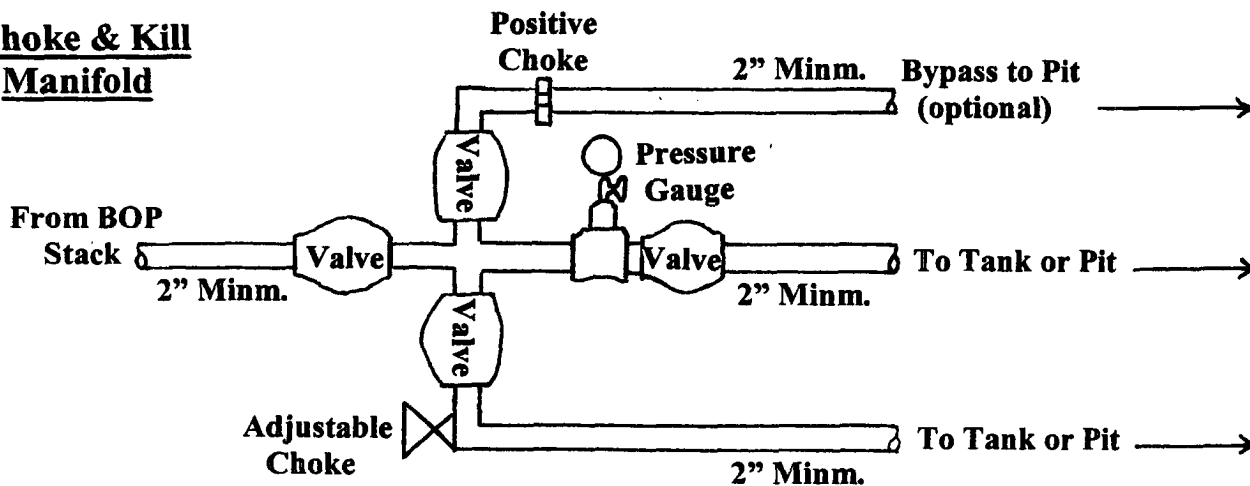 hoke & Kill
Manifold
Positive
Choke
2” Minm.
Bypass to Pit
(optional)
Valve
Pressure
Gauge
From BOP
Stack
Valve
Valve
To Tank or Pit
2” Minm.
2” Minm.
Valve
Adjustable
Choke
To Tank or Pit
2” Minm.